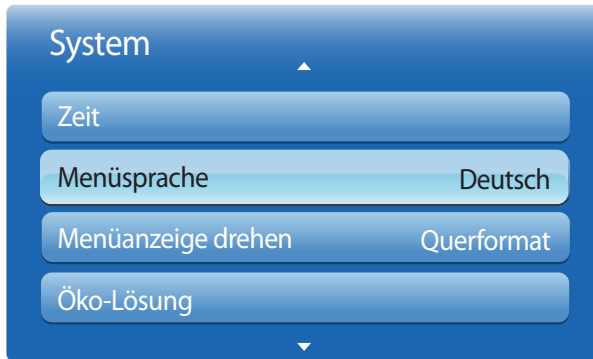 System
Zeit
Menüsprache Deutsch
Menüanzeige drehen Querformat
Öko-Lösung